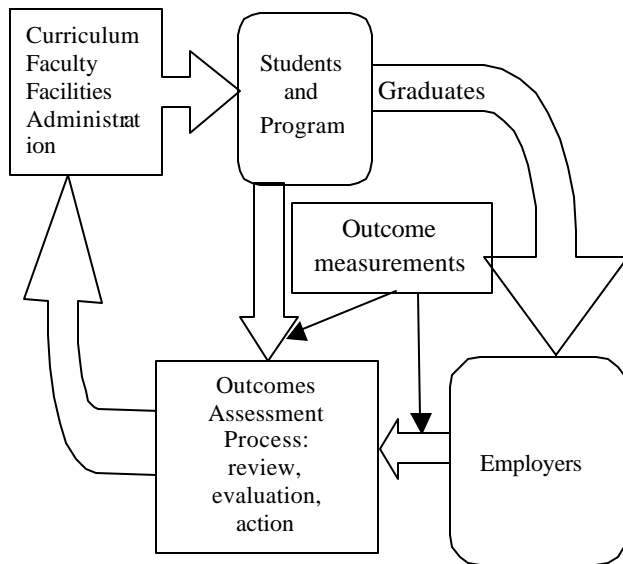 Curriculum
Faculty
Facilities
Administrat
ion
Students
and
Program
Graduates
Outcome
measurements
Outcomes
Assessment
Process:
review,
evaluation,
action
Employers